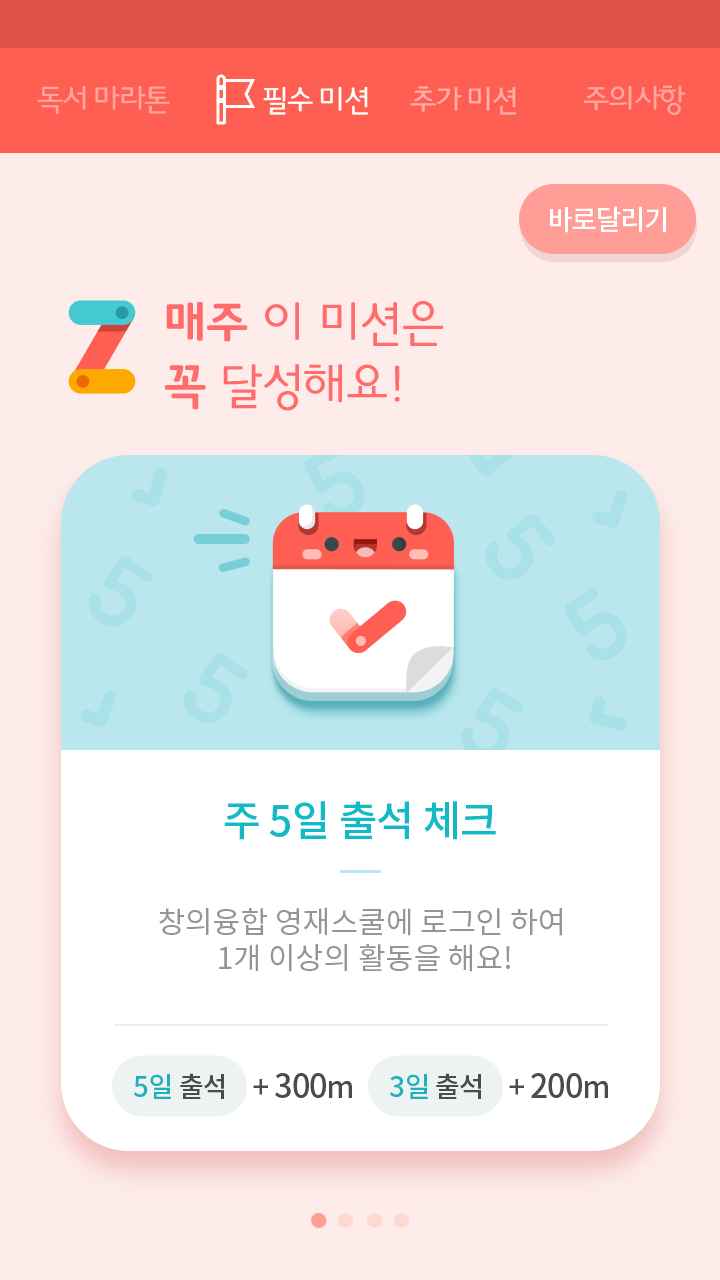 독서 마라톤
필수 미션
추가 미션
주의사항
바로달리기
매주 이 미션은
꼭 달성해요!
주 5일 출석 체크
창의융합 영재스쿨에 로그인 하여
1개 이상의 활동을 해요!
5일 출석 + 300m
3일 출석 + 200m